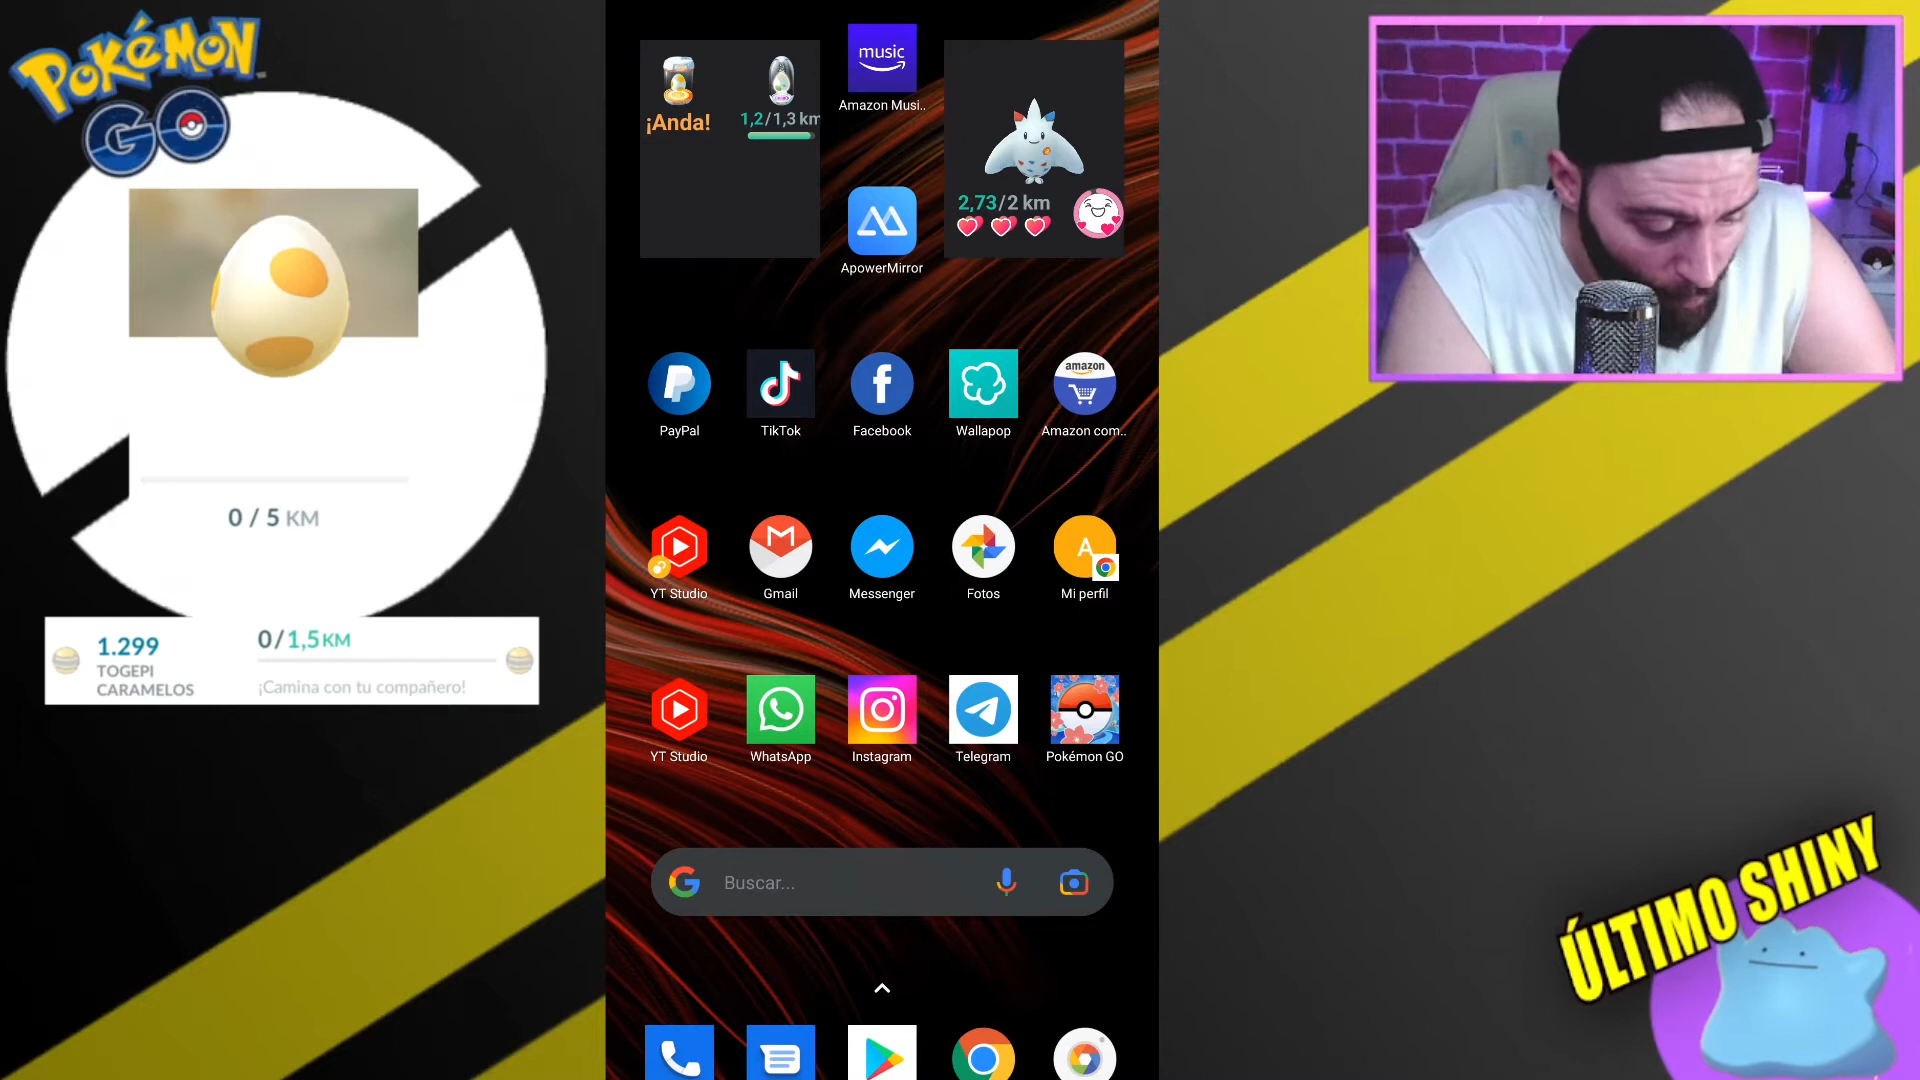 POKÉMON
GO
0 / 5 KM
1.299
TOGEPI
CARAMELOS
0/1,5 KM
¡Camina con tu compañero!
¡Anda!
1,2/1,3 km
music
Amazon Musi..
ApowerMirror
2,73/2 km
PayPal
TikTok
Facebook
Wallapop
amazon
Amazon com..
YT Studio
Gmail
Messenger
Fotos
A
Mi perfil
YT Studio
WhatsApp
Instagram
Telegram
Pokémon GO
Buscar...
ÚLTIMO SHINY